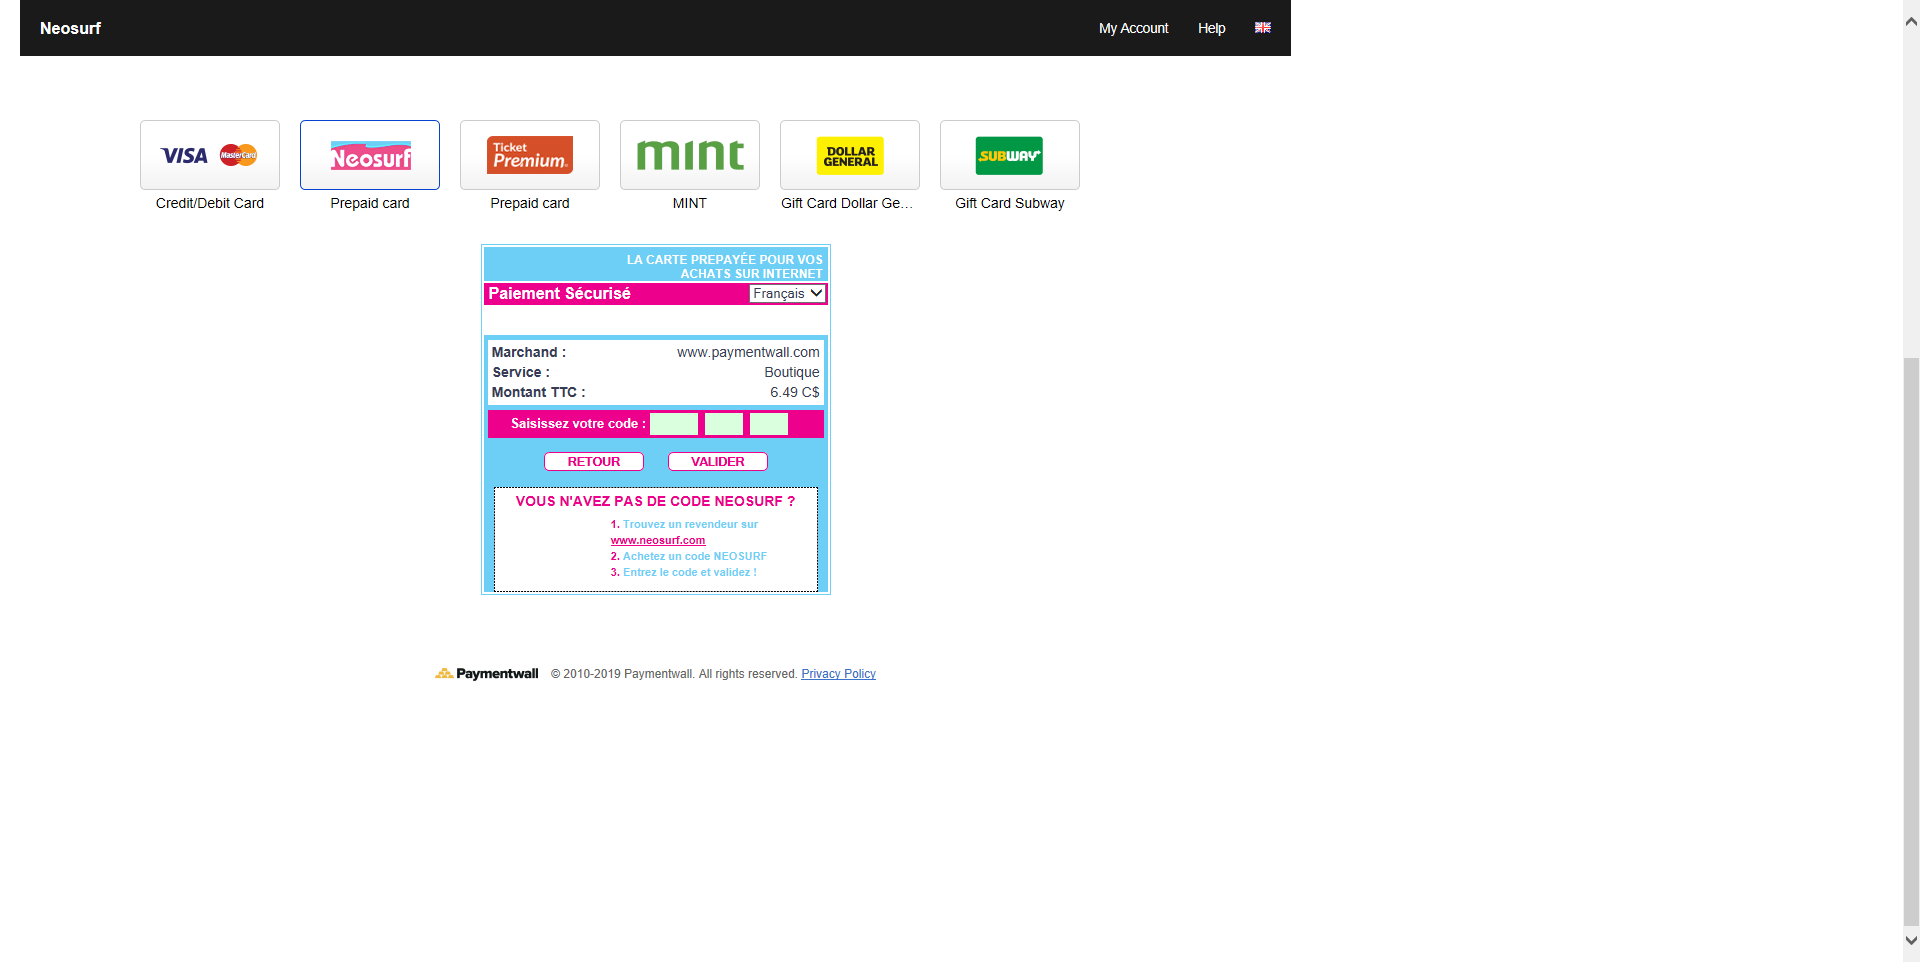 Neosurf
My Account
Help
VISA
MasterCard
Neosurf
Ticket
Premium
mint
DOLLAR
GENERAL
SUBWAY
Credit/Debit Card
Prepaid card
Prepaid card
MINT
Gift Card Dollar Ge...
Gift Card Subway
LA CARTE PREPAYÉE POUR VOS
ACHATS SUR INTERNET
Paiement Sécurisé
Français
Marchand : www.paymentwall.com
Service : Boutique
Montant TTC : 6.49 C$
Saisissez votre code :
RETOUR
VALIDER
VOUS N'AVEZ PAS DE CODE NEOSURF ?
1. Trouvez un revendeur sur
www.neosurf.com
2. Achetez un code NEOSURF
3. Entrez le code et validez !
Paymentwall © 2010-2019 Paymentwall. All rights reserved. Privacy Policy